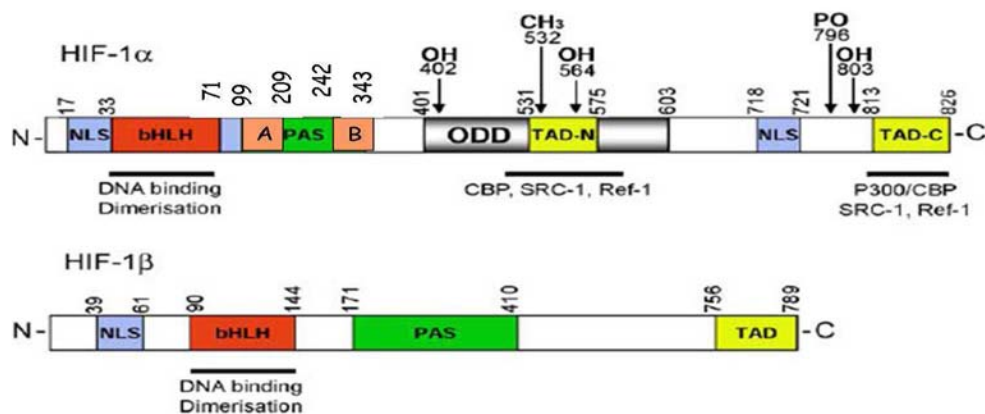 HIF-1α
OH
402
CH₃
532
OH
564
PO
796
OH
803
17
33
71
99
209
242
343
401
531
575
603
718
721
813
826
N-
NLS
bHLH
A
PAS
B
ODD
TAD-N
NLS
TAD-C
-C
DNA binding
Dimerisation
CBP, SRC-1, Ref-1
P300/CBP
SRC-1, Ref-1
HIF-1β
39
61
90
144
171
410
756
789
N-
NLS
bHLH
PAS
TAD
-C
DNA binding
Dimerisation